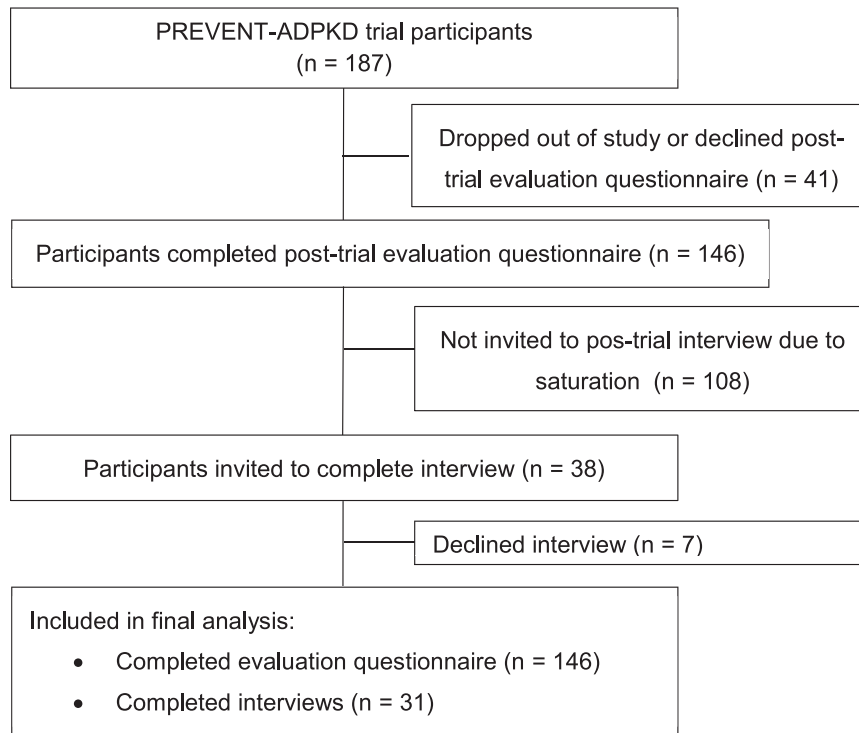 PREVENT-ADPKD trial participants
(n = 187)
Dropped out of study or declined post-
trial evaluation questionnaire (n = 41)
Participants completed post-trial evaluation questionnaire (n = 146)
Not invited to pos-trial interview due to
saturation (n = 108)
Participants invited to complete interview (n = 38)
Declined interview (n = 7)
Included in final analysis:
• Completed evaluation questionnaire (n = 146)
• Completed interviews (n = 31)